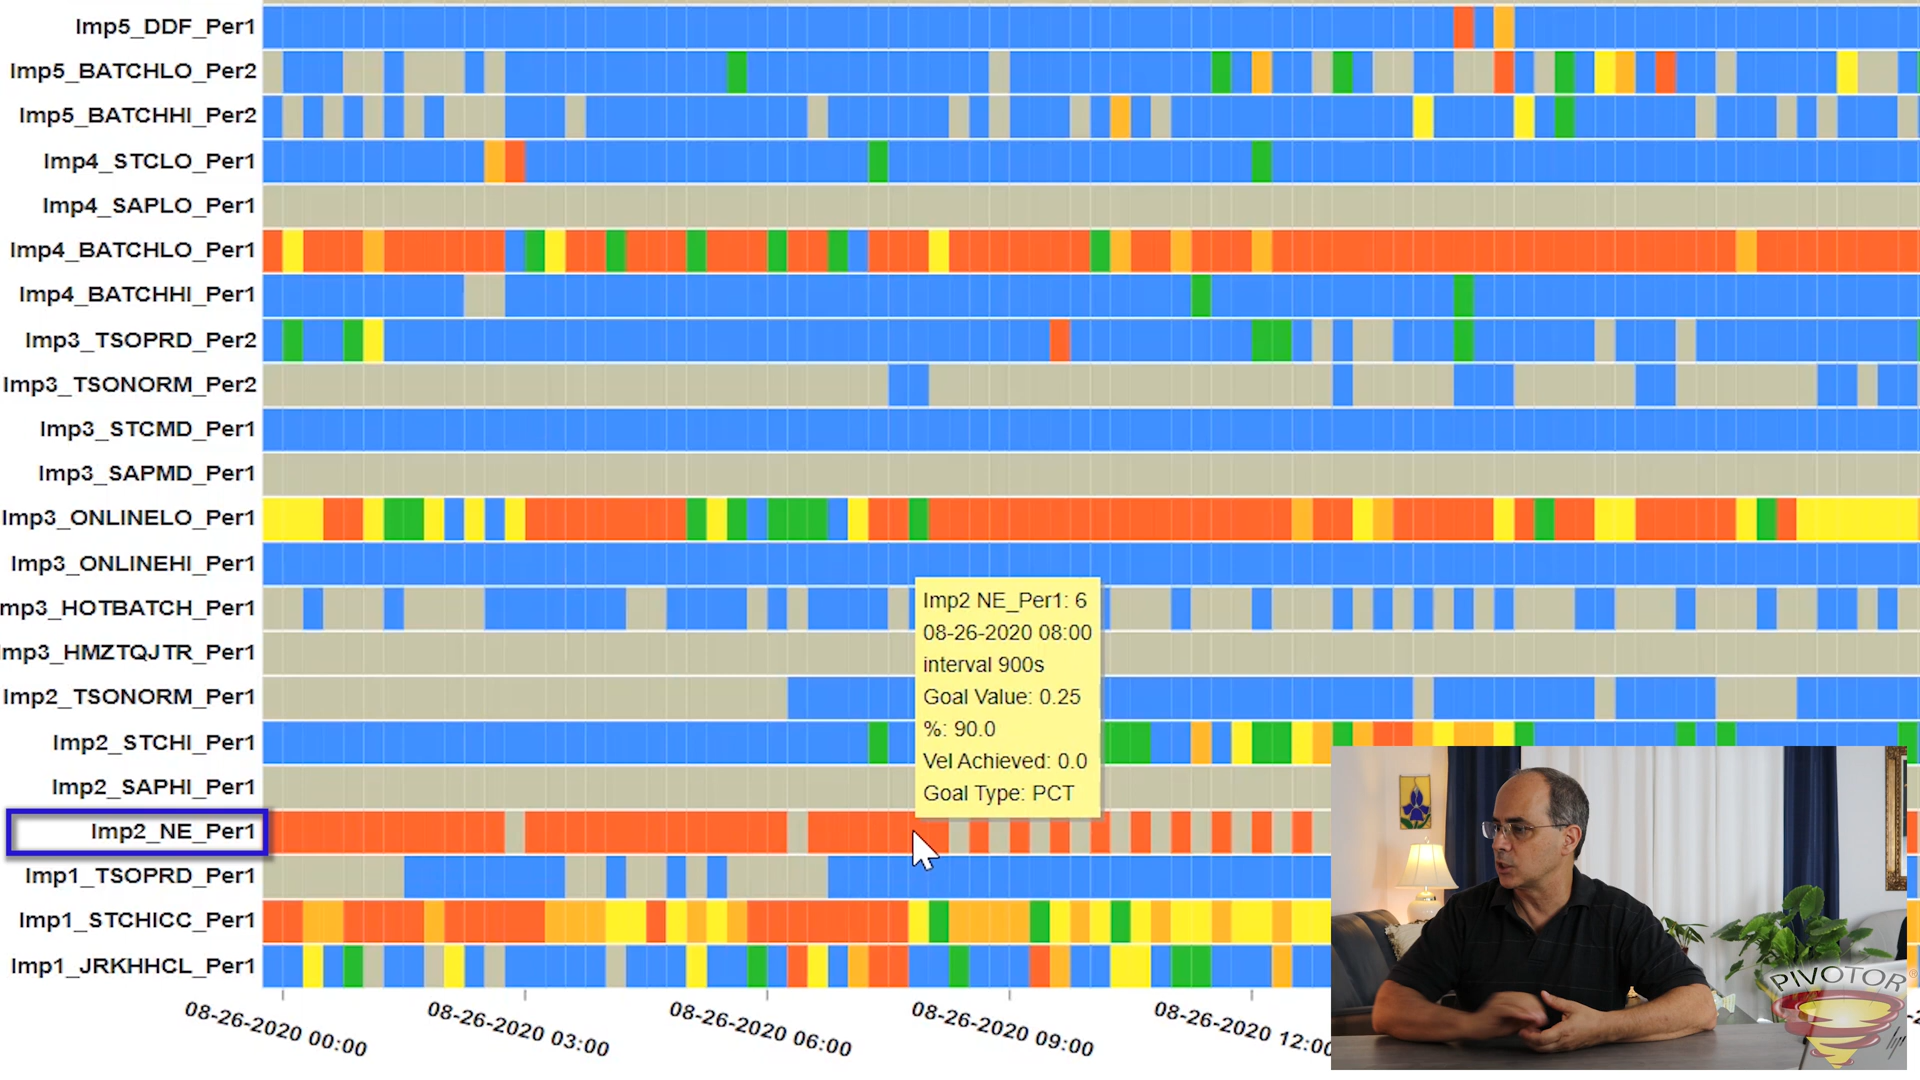 Imp5_DDF_Per1
Imp5_BATCHLO_Per2
Imp5_BATCHHI_Per2
Imp4_STCLO_Per1
Imp4_SAPLO_Per1
Imp4_BATCHLO_Per1
Imp4_BATCHHI_Per1
Imp3_TSOPRD_Per2
Imp3_TSONORM_Per2
Imp3_STCMD_Per1
Imp3_SAPMD_Per1
Imp3_ONLINELO_Per1
Imp3_ONLINEHI_Per1
mp3_HOTBATCH_Per1
mp3_HMZTQJTR_Per1
Imp2_TSONORM_Per1
Imp2_STCHI_Per1
Imp2_SAPHI_Per1
Imp2_NE_Per1
Imp1_TSOPRD_Per1
Imp1_STCHICC_Per1
Imp1_JRKHHCL_Per1
Imp2 NE_Per1: 6
08-26-2020 08:00
interval 900s
Goal Value: 0.25
%: 90.0
Vel Achieved: 0.0
Goal Type: PCT
08-26-2020 00:00
08-26-2020 03:00
08-26-2020 06:00
08-26-2020 09:00
08-26-2020 12:00
PIVOTOR®